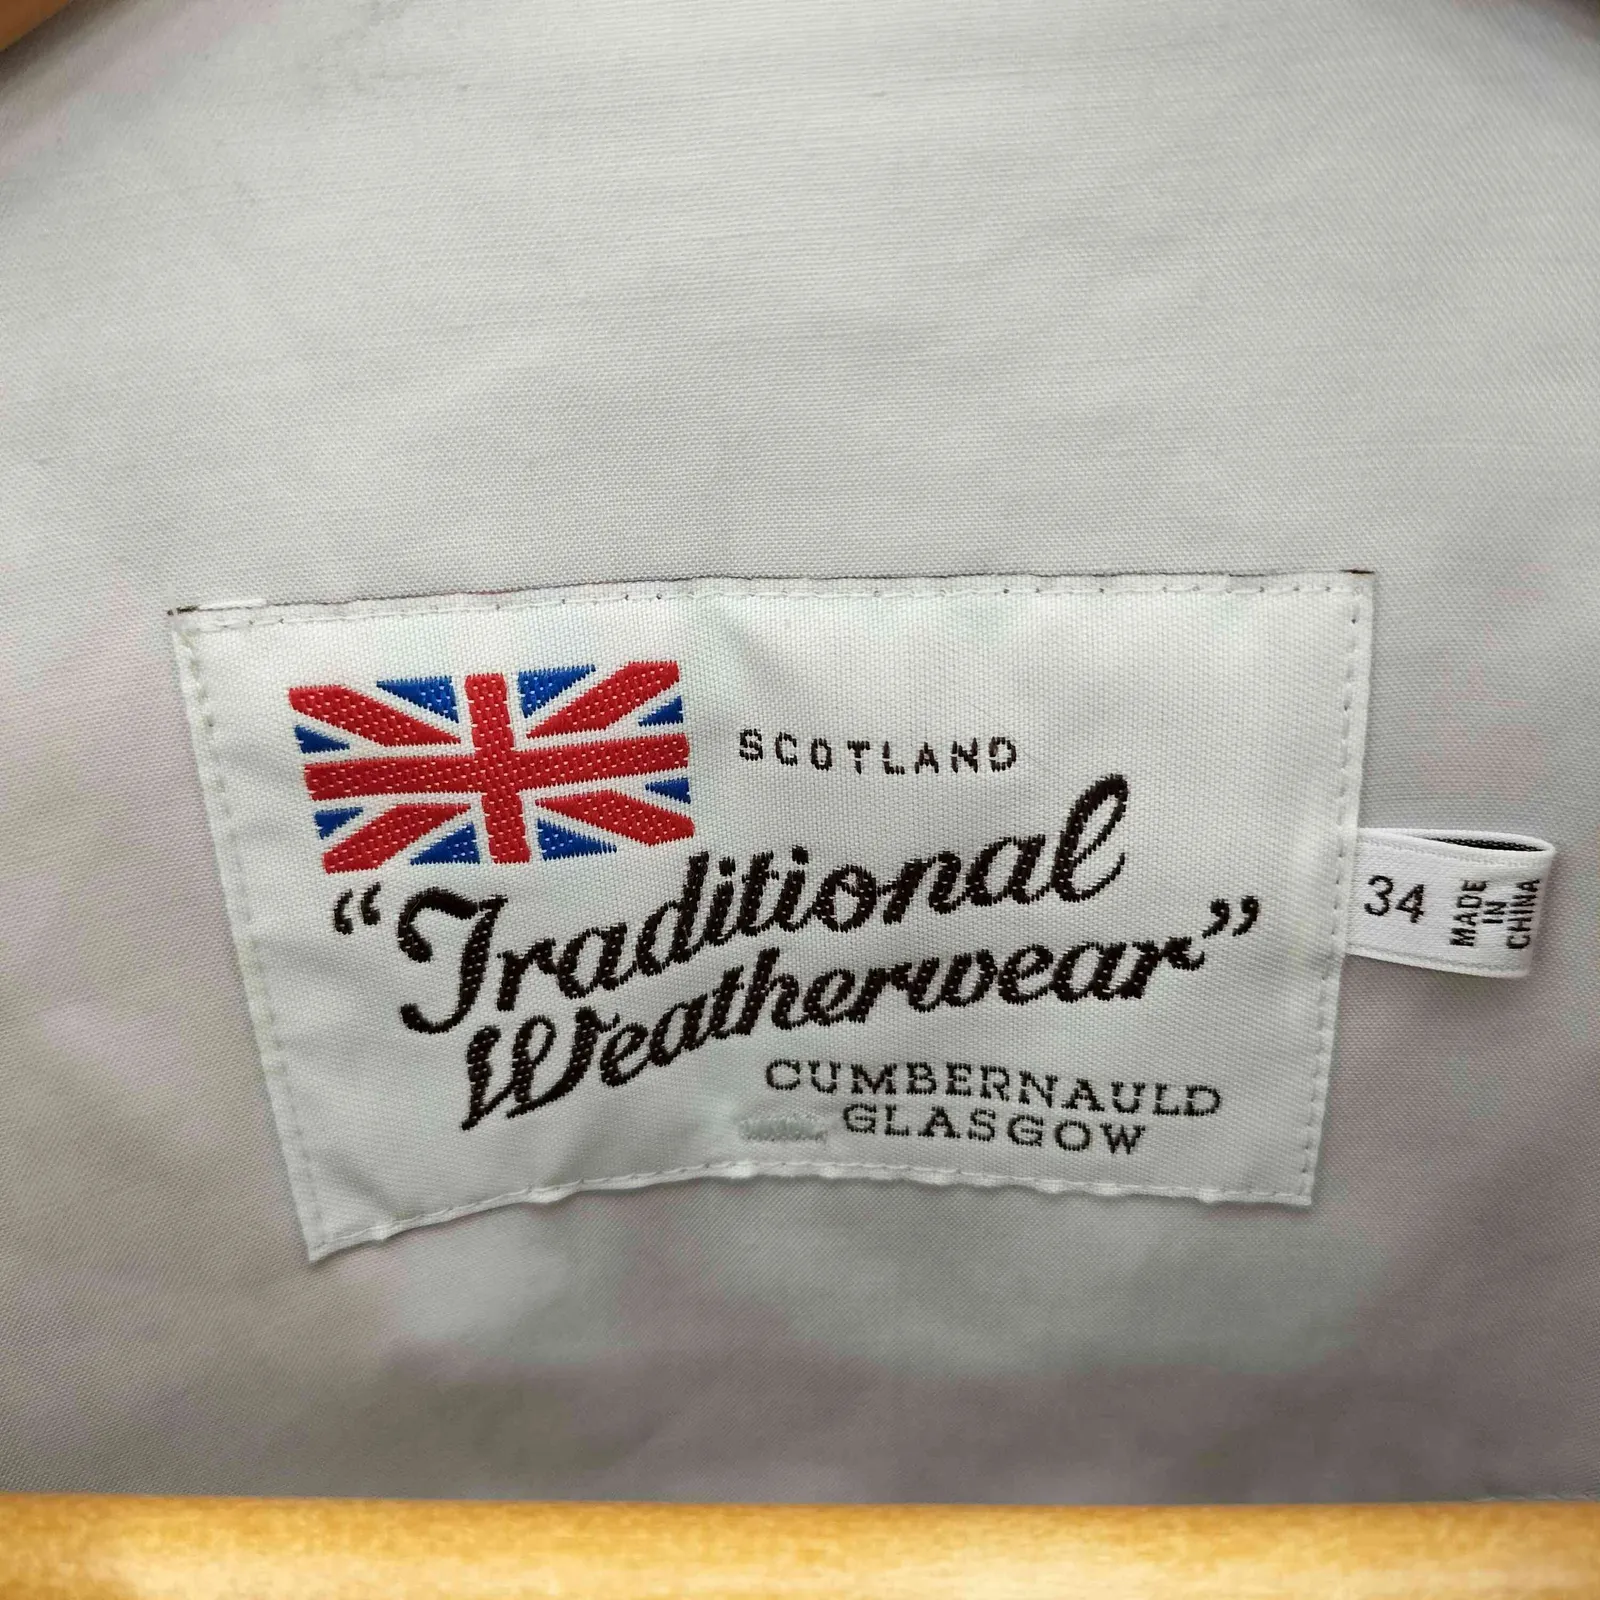 SCOTLAND
“Traditional
Weatherwear”
CUMBERNAULD
GLASGOW
34
MADE
IN
CHINA